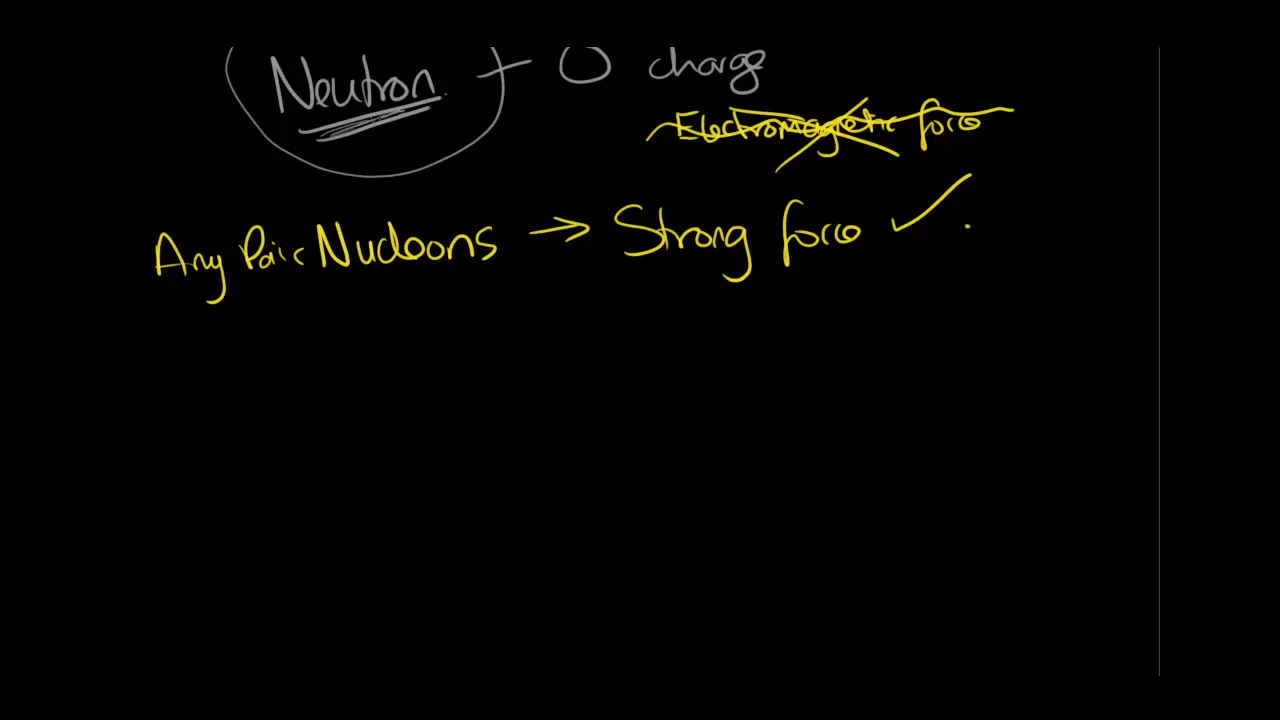 Neutron → 0 charge
Electromagnetic force
Any Pair Nucleons → Strong force ✓.